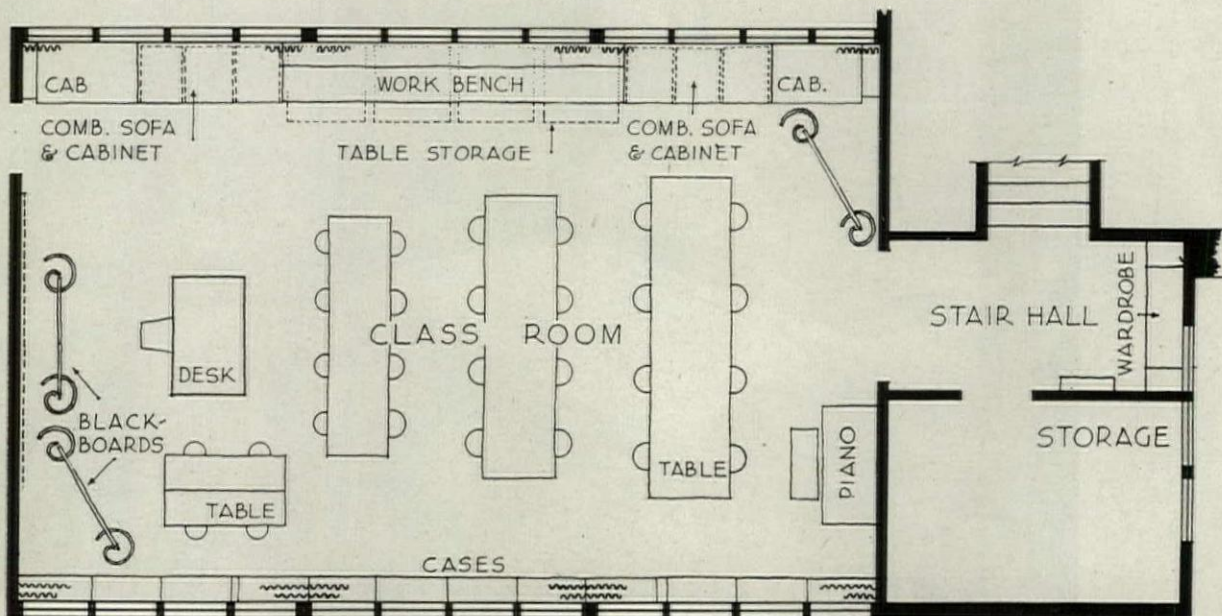 CAB
WORK BENCH
CAB.
COMB. SOFA
& CABINET
TABLE STORAGE
COMB. SOFA
& CABINET
CLASS ROOM
DESK
BLACK-
BOARDS
TABLE
TABLE
PIANO
CASES
STAIR HALL
WARDROBE
STORAGE